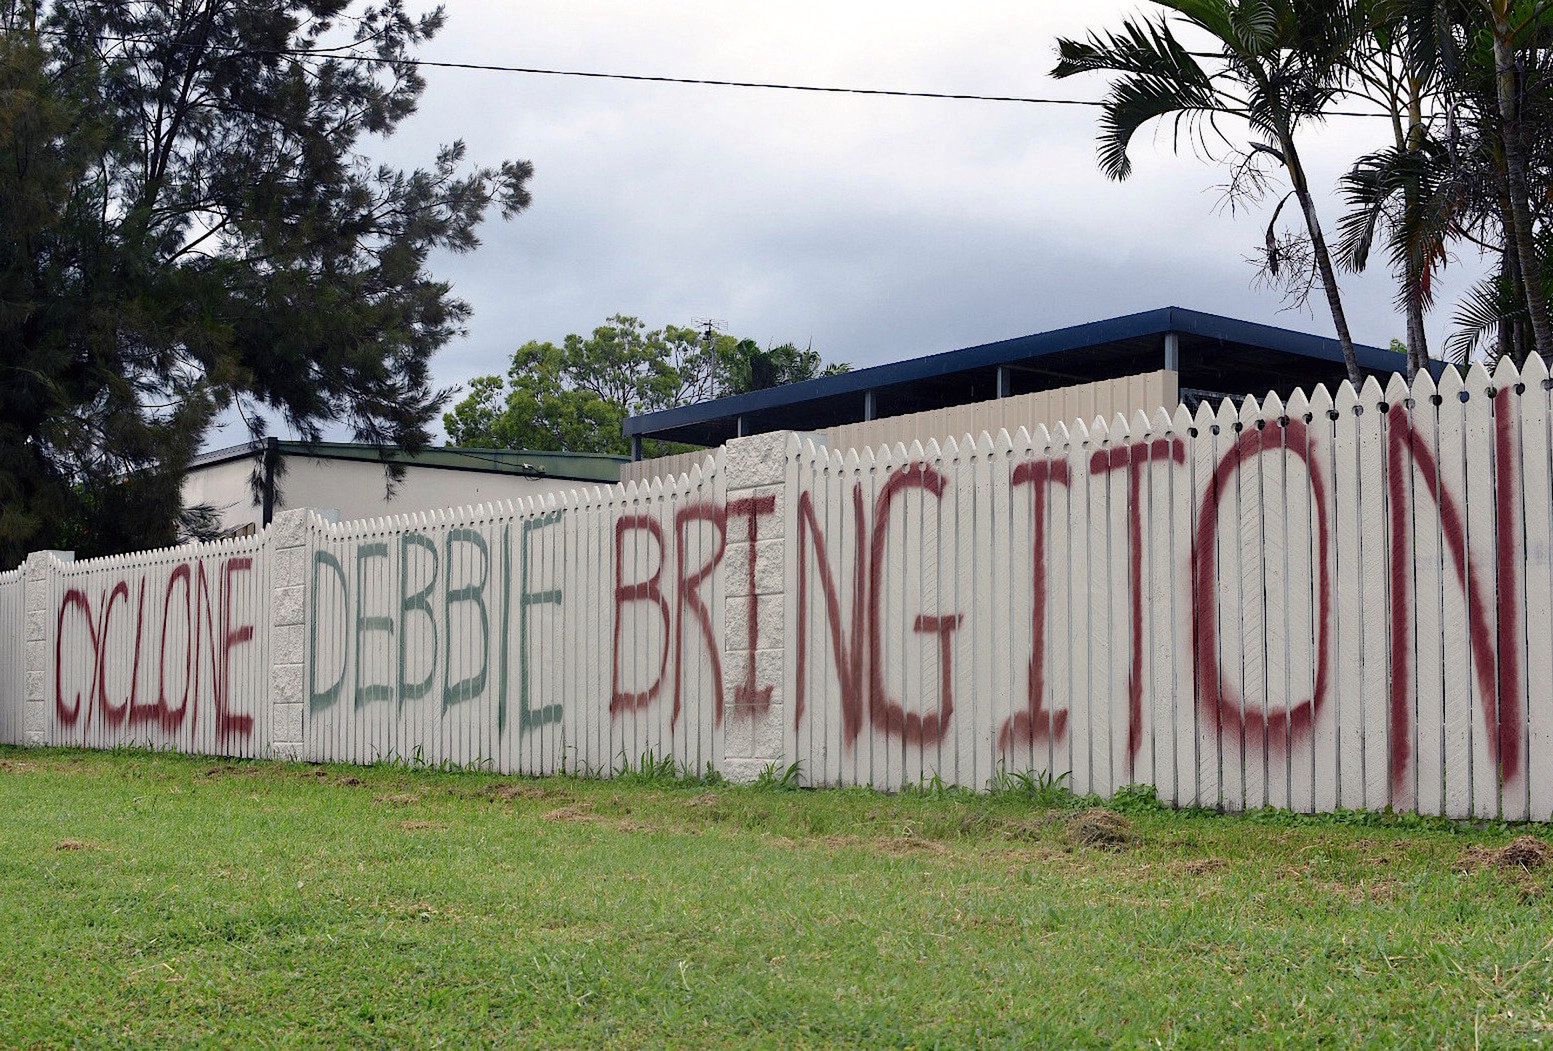 CYCLONE DEBBIE BRING IT ON